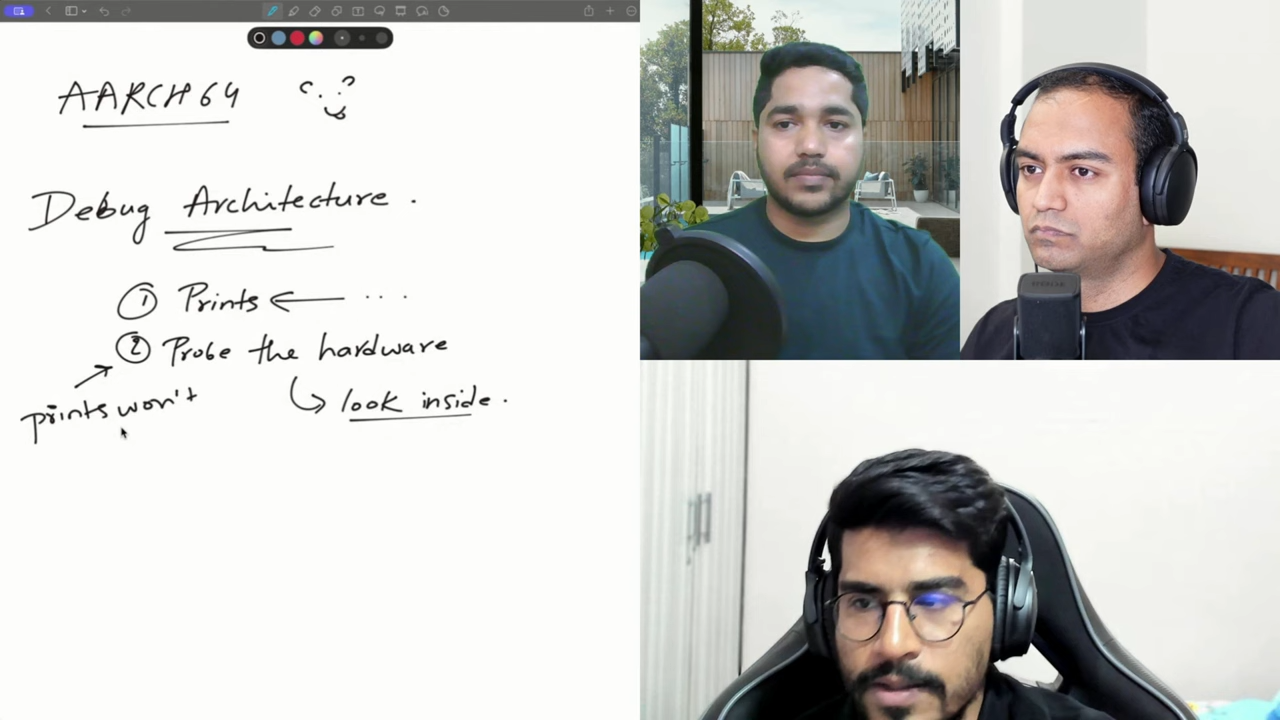 AARCH64
Debug Architecture.
① Prints ← ...
② Probe the hardware
prints won't
look inside.